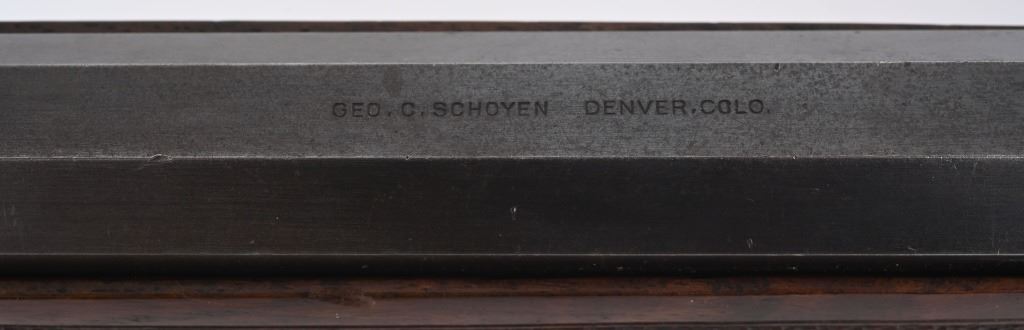 GEO. C. SCHOYEN DENVER, COLO.